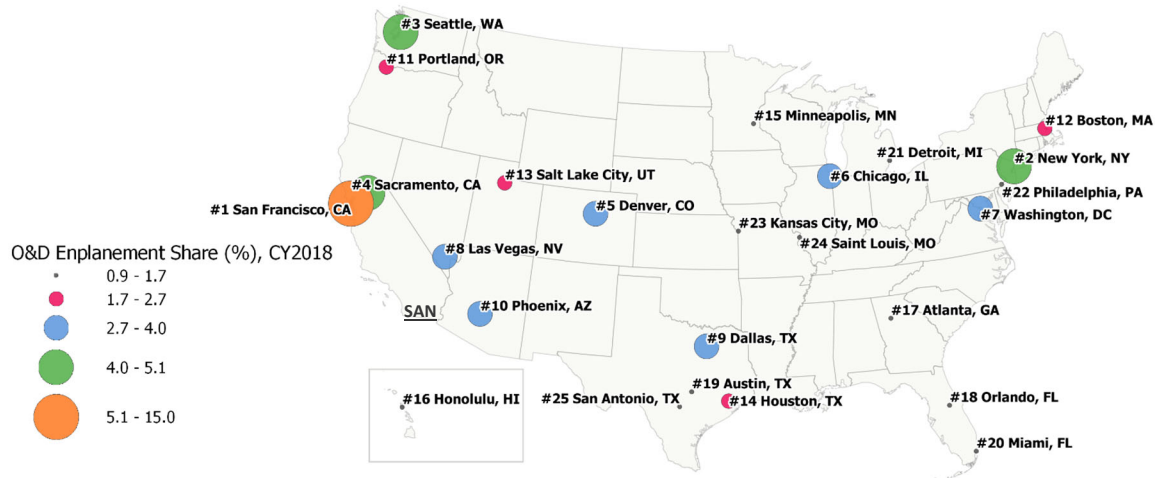 #3 Seattle, WA
#11 Portland, OR
#15 Minneapolis, MN
#12 Boston, MA
#21 Detroit, MI
#2 New York, NY
#6 Chicago, IL
#13 Salt Lake City, UT
#4 Sacramento, CA
#22 Philadelphia, PA
#1 San Francisco, CA
#5 Denver, CO
#7 Washington, DC
#23 Kansas City, MO
#24 Saint Louis, MO
#8 Las Vegas, NV
O&D Enplanement Share (%), CY2018
0.9 - 1.7
1.7 - 2.7
2.7 - 4.0
4.0 - 5.1
5.1 - 15.0
SAN
#10 Phoenix, AZ
#17 Atlanta, GA
#9 Dallas, TX
#19 Austin, TX
#16 Honolulu, HI
#25 San Antonio, TX
#14 Houston, TX
#18 Orlando, FL
#20 Miami, FL